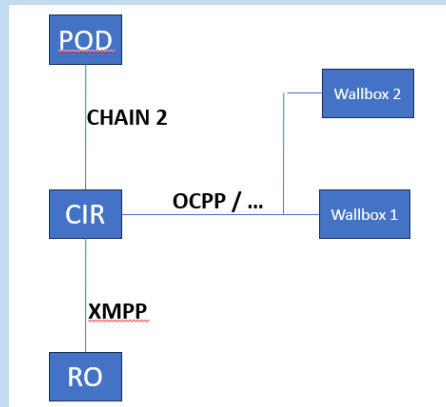 POD
Wallbox 2
CHAIN 2
OCPP / ...
CIR
Wallbox 1
XMPP
RO